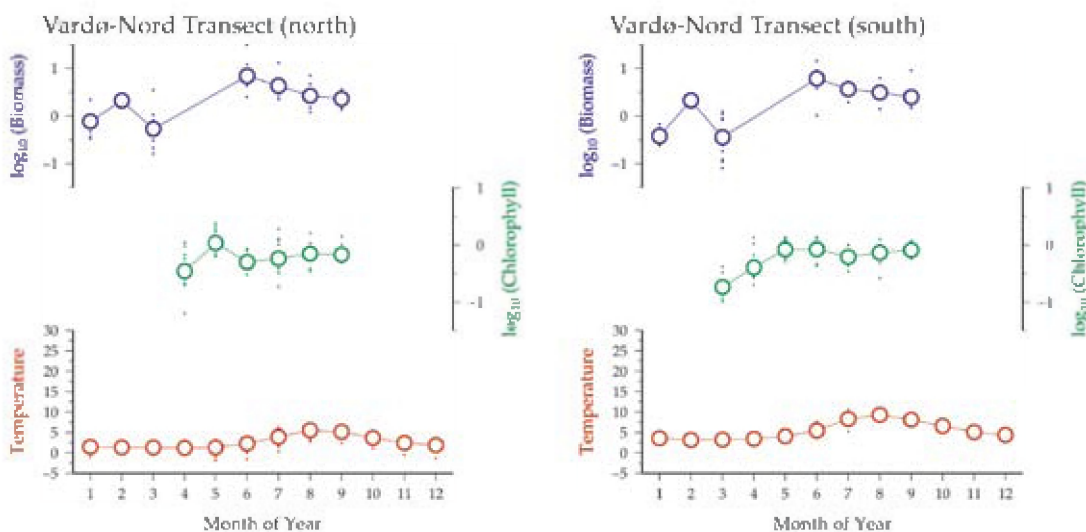 Vardø-Nord Transect (north)
Vardø-Nord Transect (south)
log₁₀ (Biomass)
1
0
−1
log₁₀ (Chlorophyll)
1
0
−1
Temperature
30
25
20
15
10
5
0
−5
1 2 3 4 5 6 7 8 9 10 11 12
Month of Year
log₁₀ (Biomass)
1
0
−1
log₁₀ (Chlorophyll)
1
0
−1
Temperature
30
25
20
15
10
5
0
−5
1 2 3 4 5 6 7 8 9 10 11 12
Month of Year